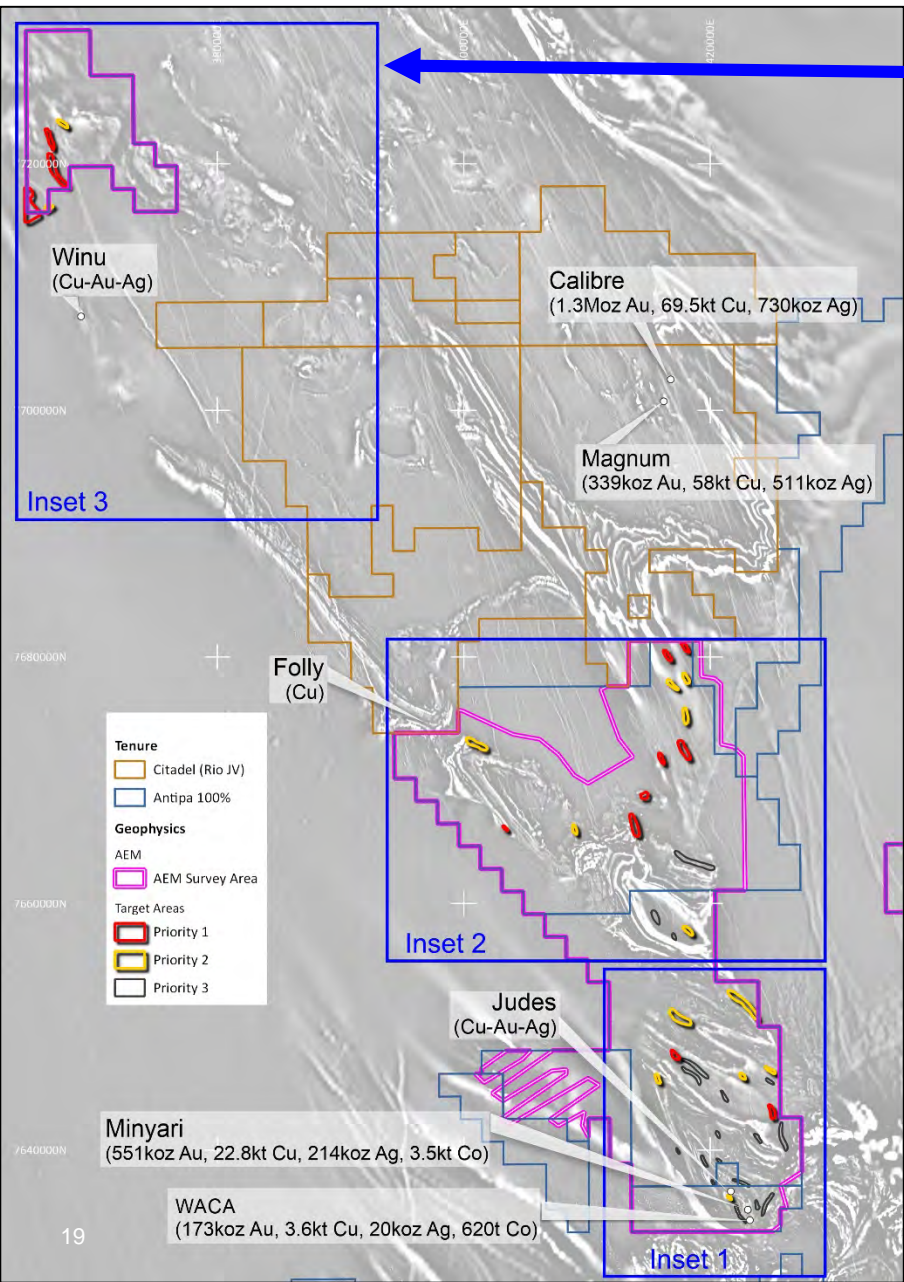 720000N
Winu
(Cu-Au-Ag)
Calibre
(1.3Moz Au, 69.5kt Cu, 730koz Ag)
700000N
Magnum
(339koz Au, 58kt Cu, 511koz Ag)
Inset 3
7680000N
Folly
(Cu)
Tenure
Citadel (Rio JV)
Antipa 100%
Geophysics
AEM
AEM Survey Area
Target Areas
Priority 1
Priority 2
Priority 3
7660000N
Inset 2
Judes
(Cu-Au-Ag)
Minyari
(551koz Au, 22.8kt Cu, 214koz Ag, 3.5kt Co)
7640000N
WACA
(173koz Au, 3.6kt Cu, 20koz Ag, 620t Co)
19
Inset 1